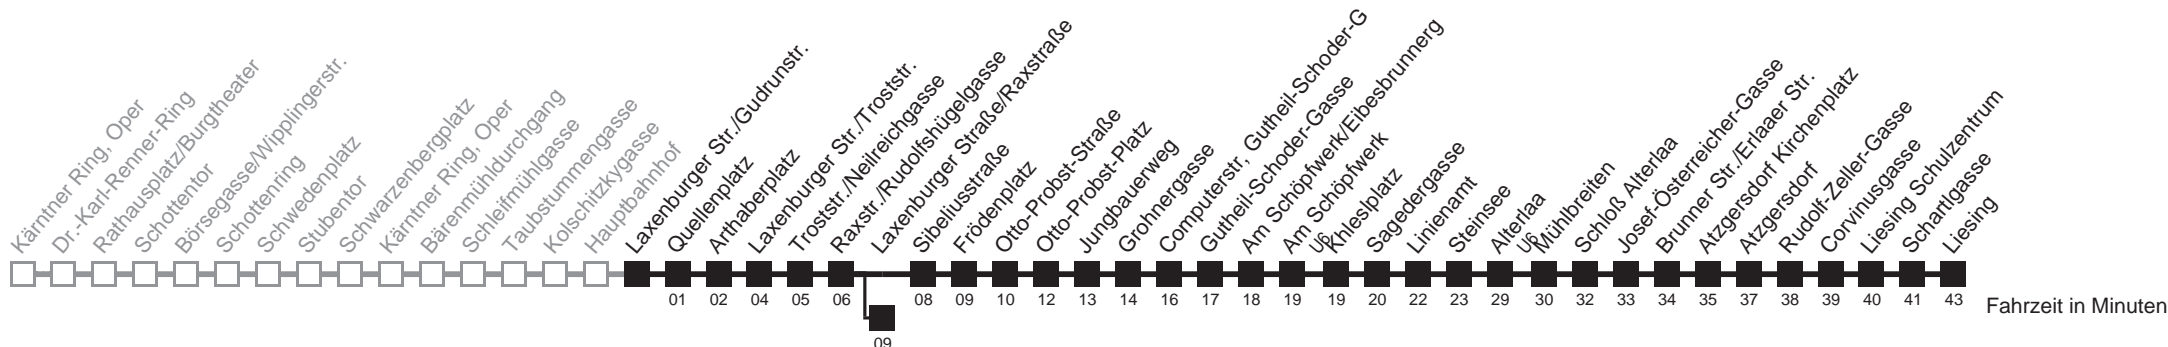 Kärntner Ring, Oper
Dr.-Karl-Renner-Ring
Rathausplatz/Burgtheater
Schottentor
Börsegasse/Wipplingerstr.
Schottenring
Schwedenplatz
Stubentor
Schwarzenbergplatz
Kärntner Ring, Oper
Bärenmühldurchgang
Schleifmühlgasse
Taubstummengasse
Kolschitzkygasse
Hauptbahnhof
Laxenburger Str./Gudrunstr.
Quellenplatz
Arthaberplatz
Laxenburger Str./Troststr.
Troststr./Neilreichgasse
Raxstr./Rudolfshügelgasse
Laxenburger Straße/Raxstraße
Sibeliusstraße
Frödenplatz
Otto-Probst-Straße
Otto-Probst-Platz
Jungbauerweg
Grohnergasse
Computerstr, Gutheil-Schoder-G
Gutheil-Schoder-Gasse
Am Schöpfwerk/Eibesbrunnerg
Am Schöpfwerk
U6
Khleslplatz
Sagedergasse
Linienamt
Steinsee
Alterlaa
U6
Mühlbreiten
Schloß Alterlaa
Josef-Österreicher-Gasse
Brunner Str./Erlaaer Str.
Atzgersdorf Kirchenplatz
Atzgersdorf
Rudolf-Zeller-Gasse
Corvinusgasse
Liesing Schulzentrum
Schartlgasse
Liesing
01 02 04 05 06 08 09 10 12 13 14 16 17 18 19 19 20 22 23 29 30 32 33 34 35 37 38 39 40 41 43
Fahrzeit in Minuten
09